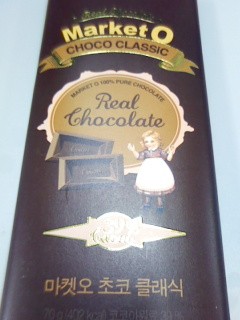 Market O
CHOCO CLASSIC
MARKET O 100% PURE CHOCOLATE
Real
Chocolate
마켓오 초코 클래식